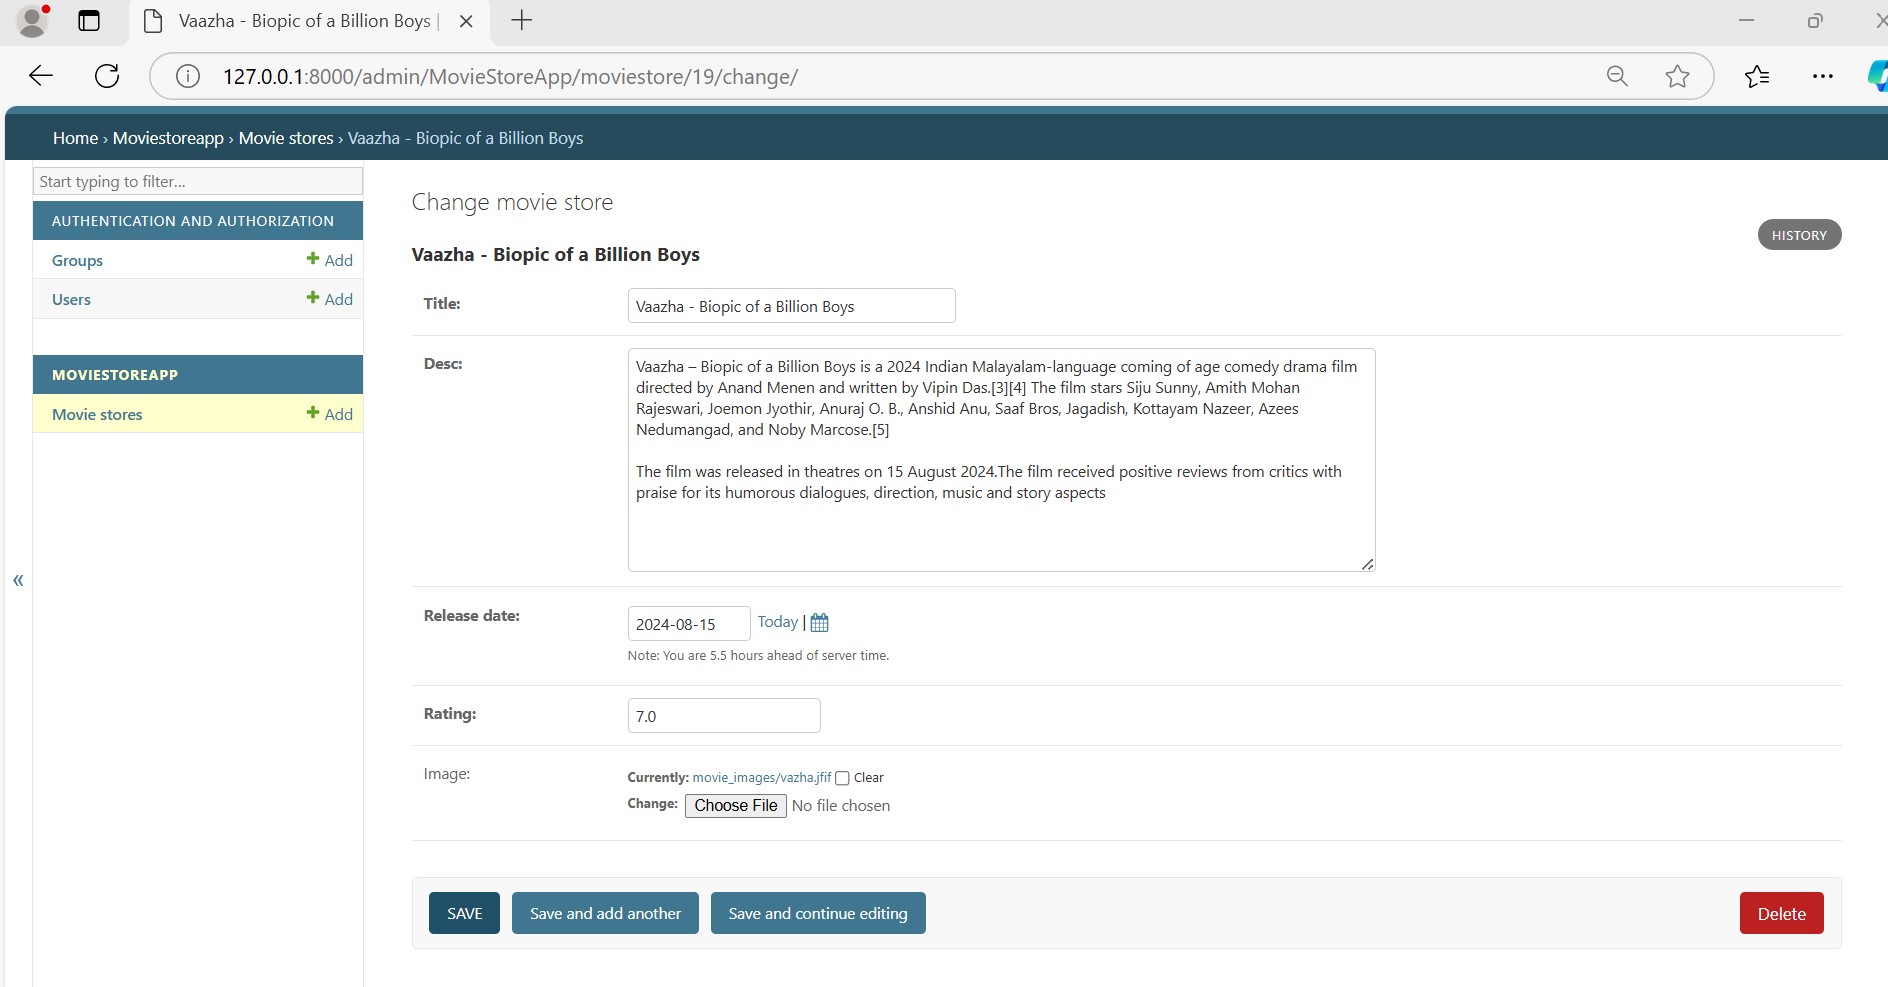 Vaazha - Biopic of a Billion Boys |
127.0.0.1:8000/admin/MovieStoreApp/moviestore/19/change/
Home › Moviestoreapp › Movie stores › Vaazha - Biopic of a Billion Boys
Start typing to filter...
AUTHENTICATION AND AUTHORIZATION
Groups Add
Users Add
MOVIESTOREAPP
Movie stores Add
«
Change movie store
HISTORY
Vaazha - Biopic of a Billion Boys
Title: Vaazha - Biopic of a Billion Boys
Desc: Vaazha – Biopic of a Billion Boys is a 2024 Indian Malayalam-language coming of age comedy drama film
directed by Anand Menen and written by Vipin Das.[3][4] The film stars Siju Sunny, Amith Mohan
Rajeswari, Joemon Jyothir, Anuraj O. B., Anshid Anu, Saaf Bros, Jagadish, Kottayam Nazeer, Azees
Nedumangad, and Noby Marcose.[5]
The film was released in theatres on 15 August 2024.The film received positive reviews from critics with
praise for its humorous dialogues, direction, music and story aspects
Release date: 2024-08-15 Today |
Note: You are 5.5 hours ahead of server time.
Rating: 7.0
Image: Currently: movie_images/vazha.jfif Clear
Change: Choose File No file chosen
SAVE Save and add another Save and continue editing Delete